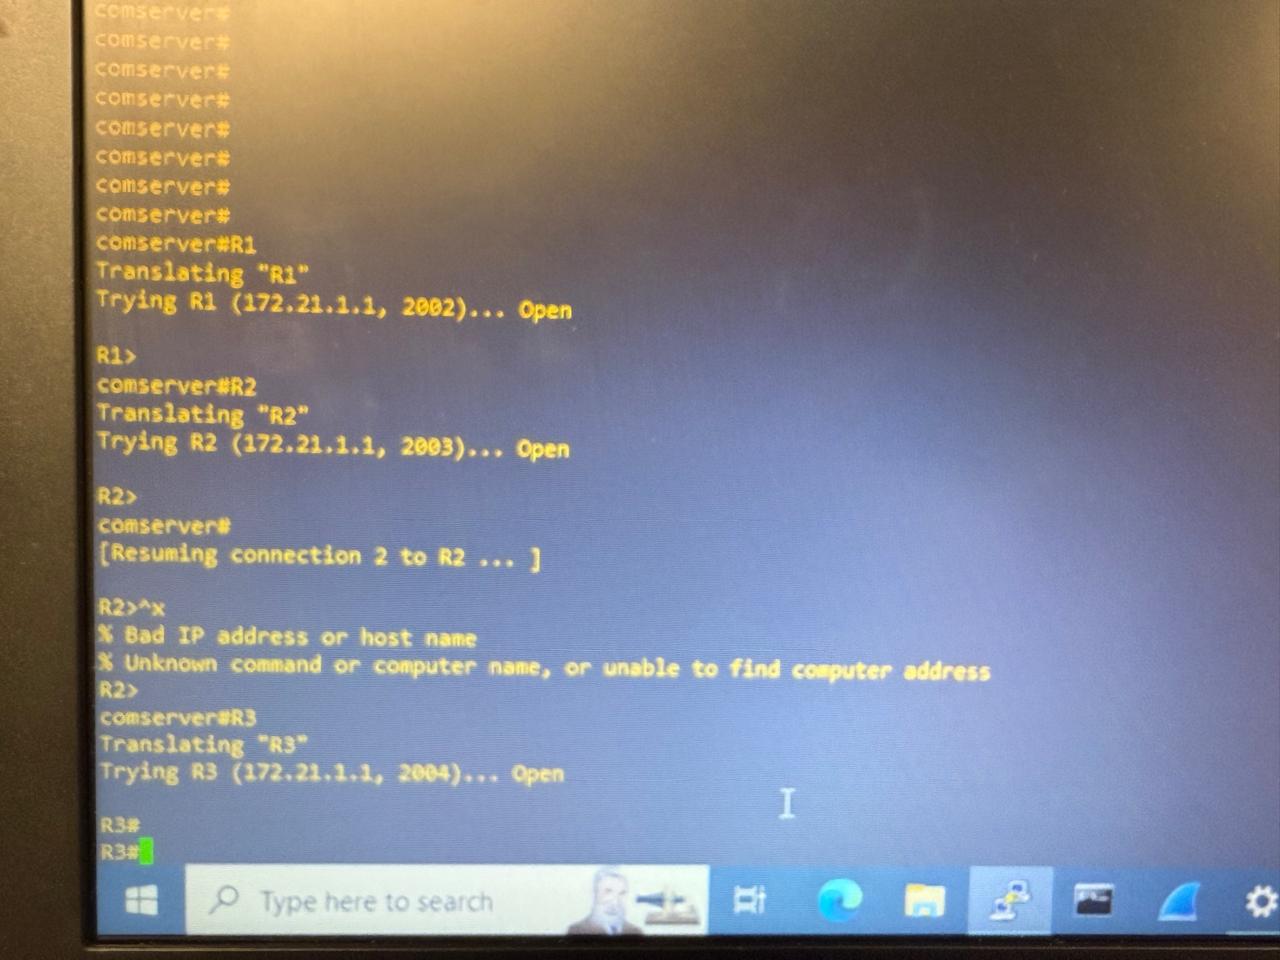 comserver#
comserver#
comserver#
comserver#
comserver#
comserver#
comserver#
comserver#
comserver#R1
Translating "R1"
Trying R1 (172.21.1.1, 2002)... Open
R1>
comserver#R2
Translating "R2"
Trying R2 (172.21.1.1, 2003)... Open
R2>
comserver#
[Resuming connection 2 to R2 ... ]
R2>^x
% Bad IP address or host name
% Unknown command or computer name, or unable to find computer address
R2>
comserver#R3
Translating "R3"
Trying R3 (172.21.1.1, 2004)... Open
R3#
R3#
Type here to search